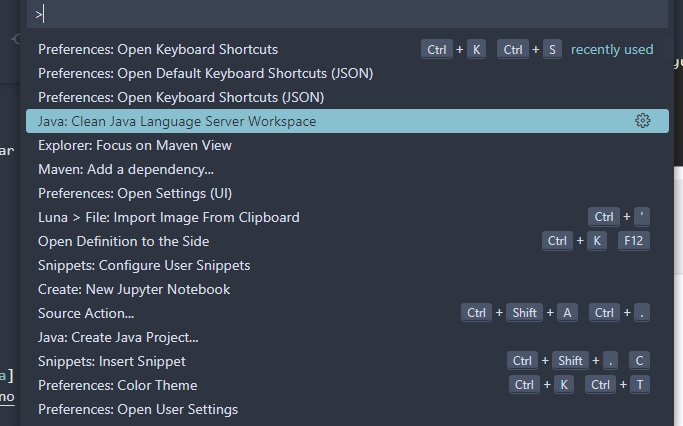 >
Preferences: Open Keyboard Shortcuts Ctrl + K Ctrl + S recently used
Preferences: Open Default Keyboard Shortcuts (JSON)
Preferences: Open Keyboard Shortcuts (JSON)
Java: Clean Java Language Server Workspace
ar Explorer: Focus on Maven View
Maven: Add a dependency...
Preferences: Open Settings (UI)
Luna > File: Import Image From Clipboard Ctrl + '
Open Definition to the Side Ctrl + K F12
Snippets: Configure User Snippets
Create: New Jupyter Notebook
Source Action... Ctrl + Shift + A Ctrl + .
Java: Create Java Project...
Snippets: Insert Snippet Ctrl + Shift + . C
a] Preferences: Color Theme Ctrl + K Ctrl + T
no Preferences: Open User Settings